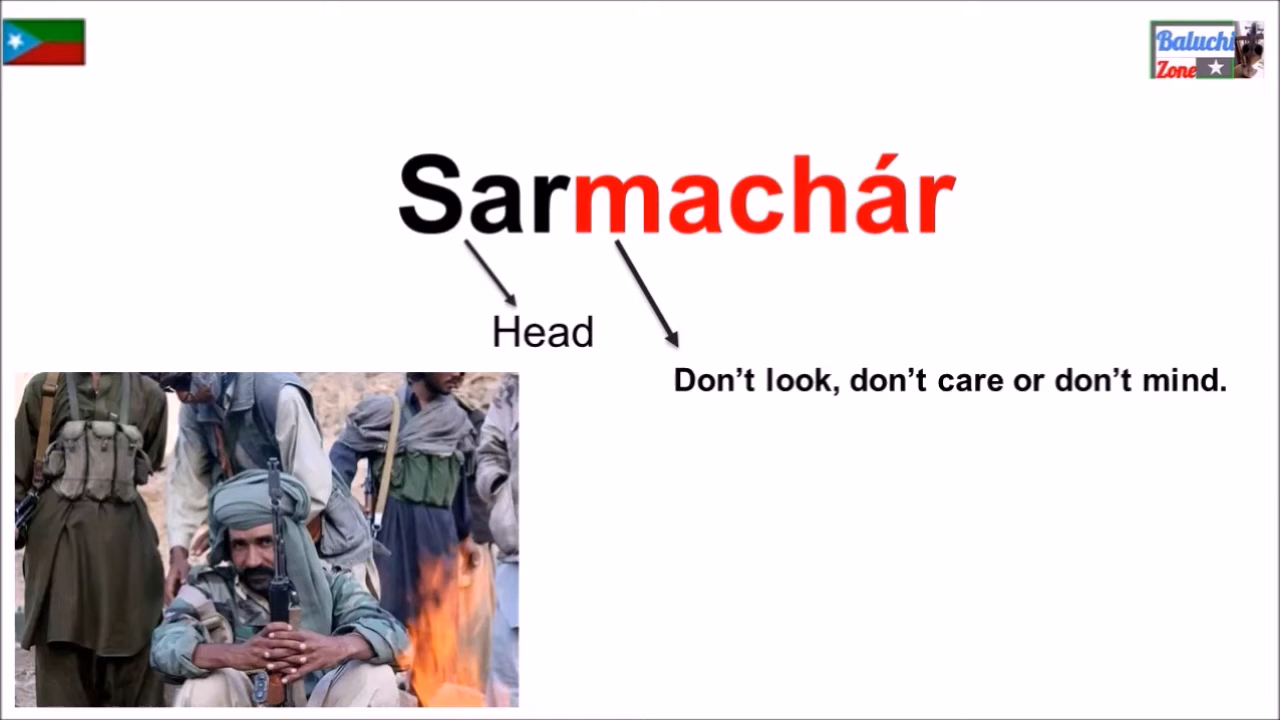 Baluchi
Zone
Sarmachár
Head
Don't look, don't care or don't mind.